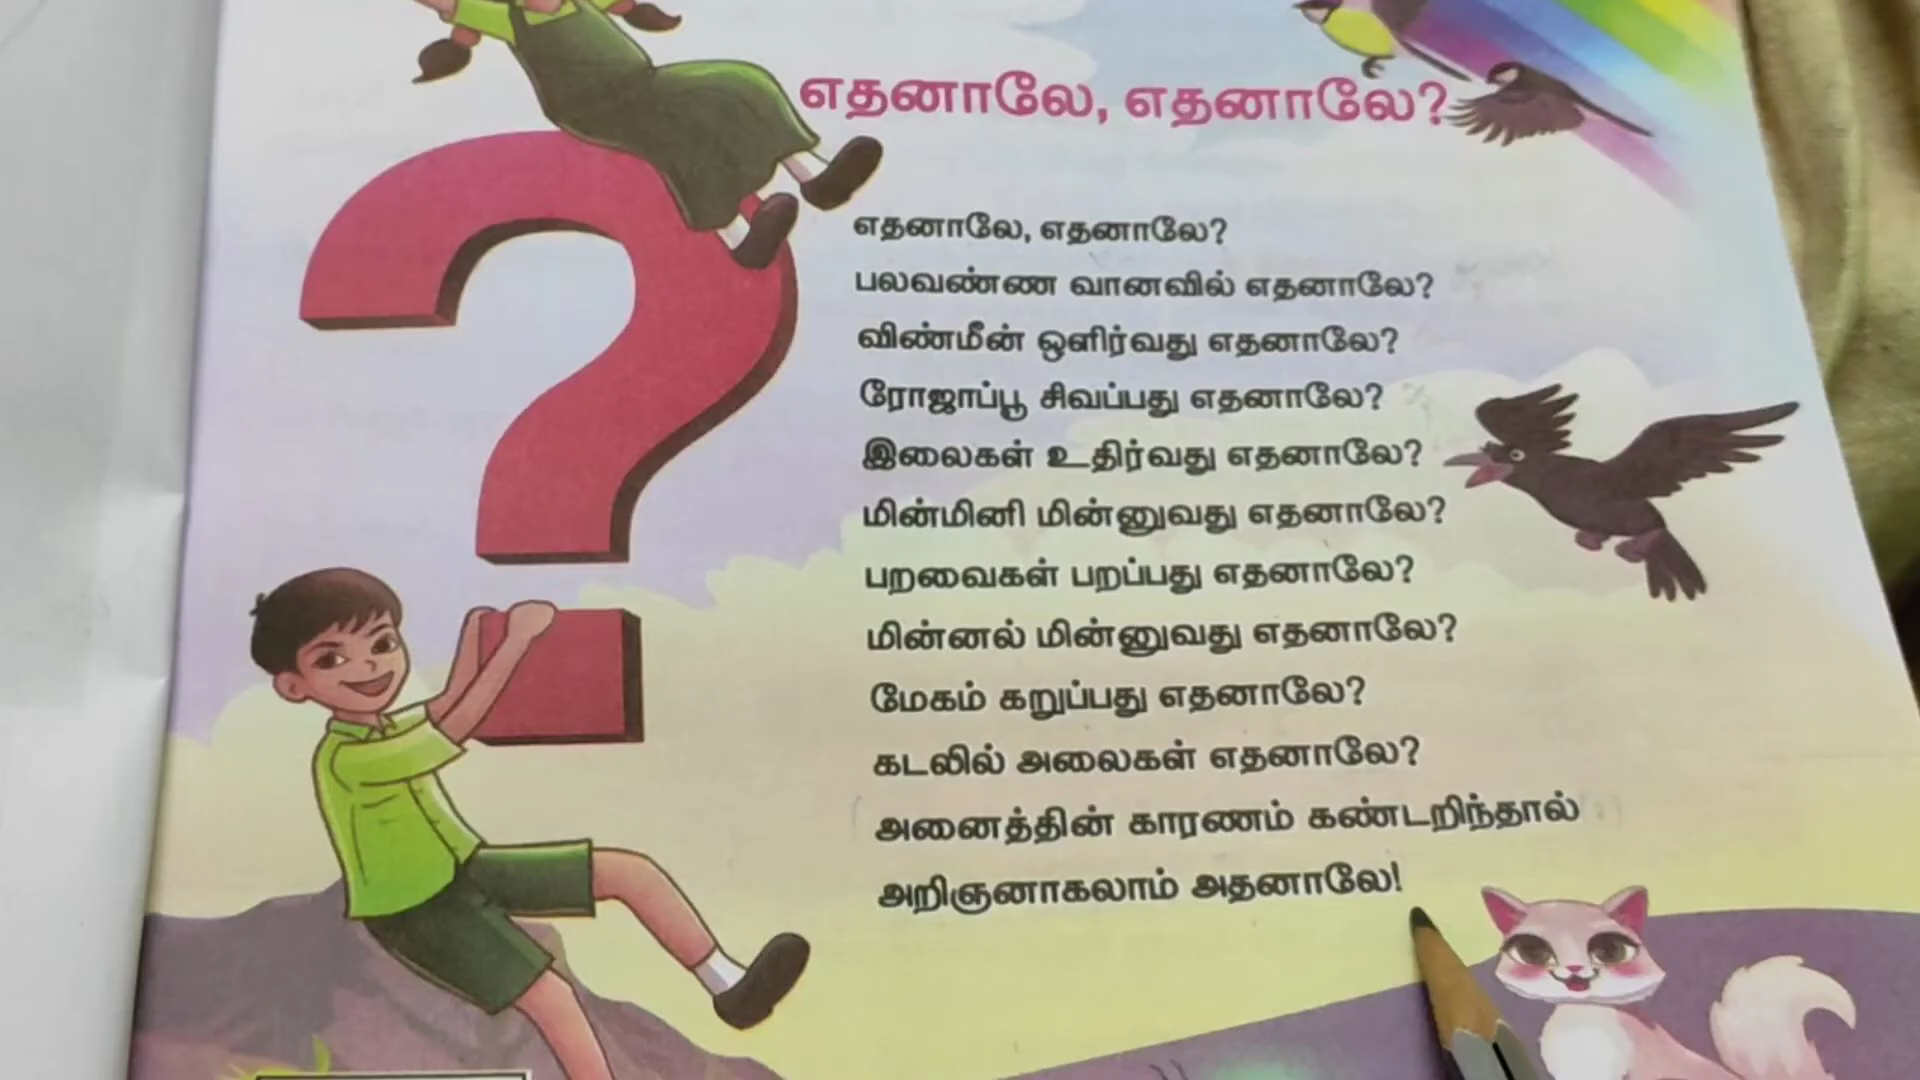 எதனாலே, எதனாலே?
எதனாலே, எதனாலே?
பலவண்ண வானவில் எதனாலே?
விண்மீன் ஒளிர்வது எதனாலே?
ரோஜாப்பூ சிவப்பது எதனாலே?
இலைகள் உதிர்வது எதனாலே?
மின்மினி மின்னுவது எதனாலே?
பறவைகள் பறப்பது எதனாலே?
மின்னல் மின்னுவது எதனாலே?
மேகம் கறுப்பது எதனாலே?
கடலில் அலைகள் எதனாலே?
அனைத்தின் காரணம் கண்டறிந்தால்
அறிஞனாகலாம் அதனாலே!